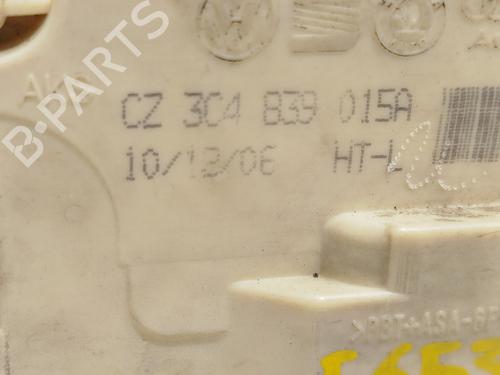 CZ 3C4 839 015A
10/12/06 HT-L
B-PARTS
>PBT+ASA-GF